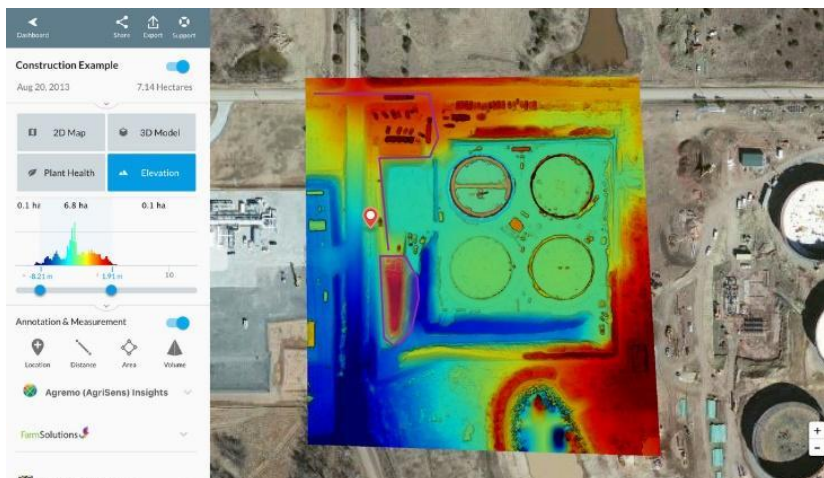 Dashboard Share Export Support
Construction Example
Aug 20, 2013 7.14 Hectares
2D Map 3D Model
Plant Health Elevation
0.1 ha 6.8 ha 0.1 ha
-8.21 m 1.91 m 10
Annotation & Measurement
Location Distance Area Volume
Agremo (AgriSens) Insights
FarmSolutions
+
−